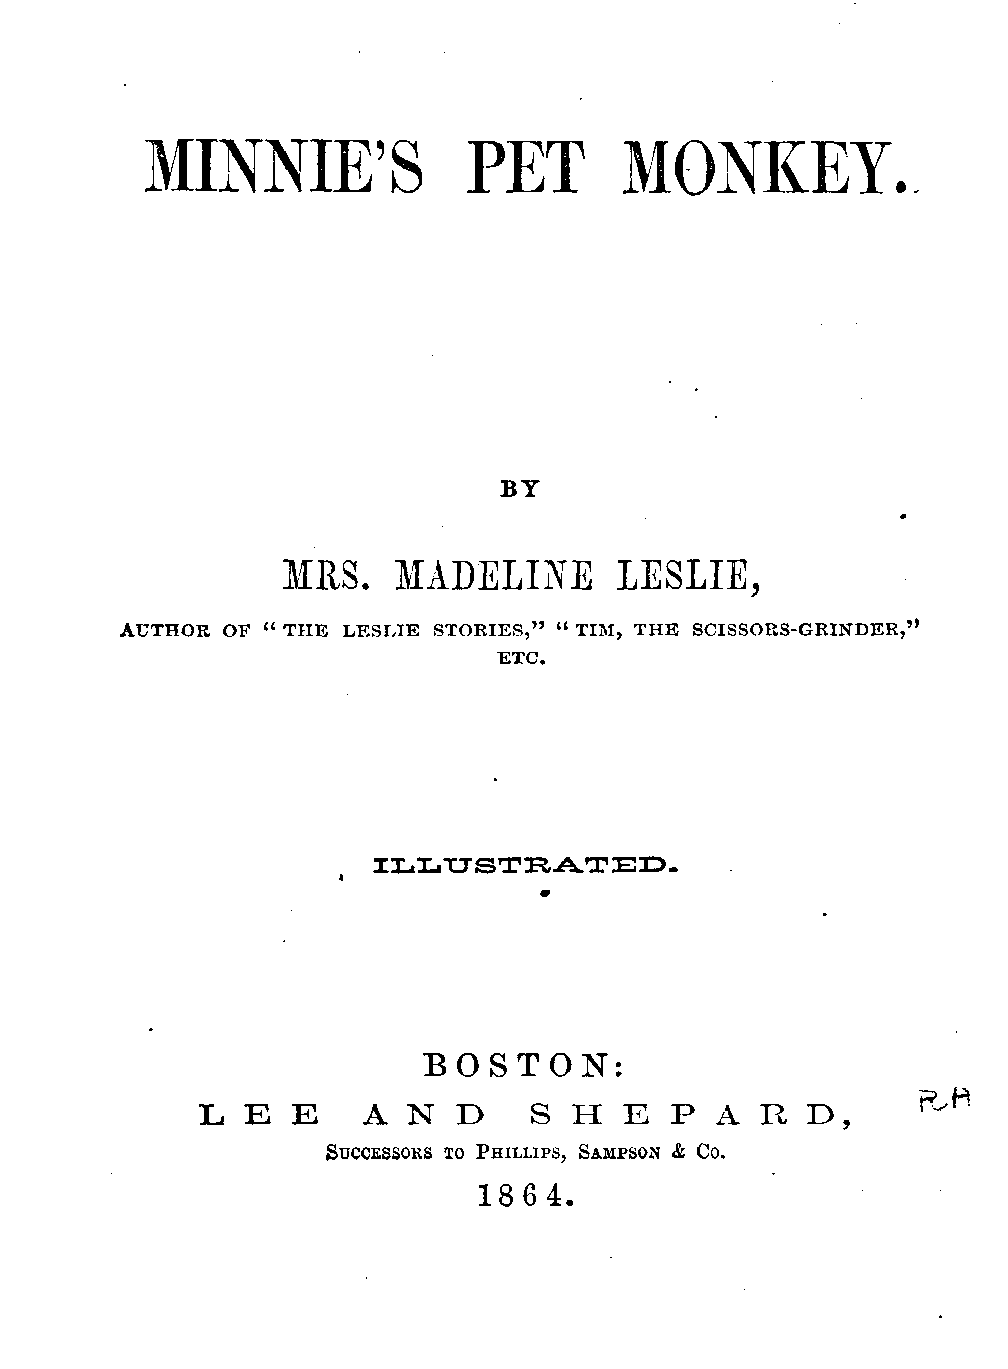 MINNIE'S PET MONKEY.
BY
MRS. MADELINE LESLIE,
AUTHOR OF “THE LESLIE STORIES,” “TIM, THE SCISSORS-GRINDER,”
ETC.
ILLUSTRATED.
BOSTON:
LEE AND SHEPARD,
RH
SUCCESSORS TO PHILLIPS, SAMPSON & CO.
1864.